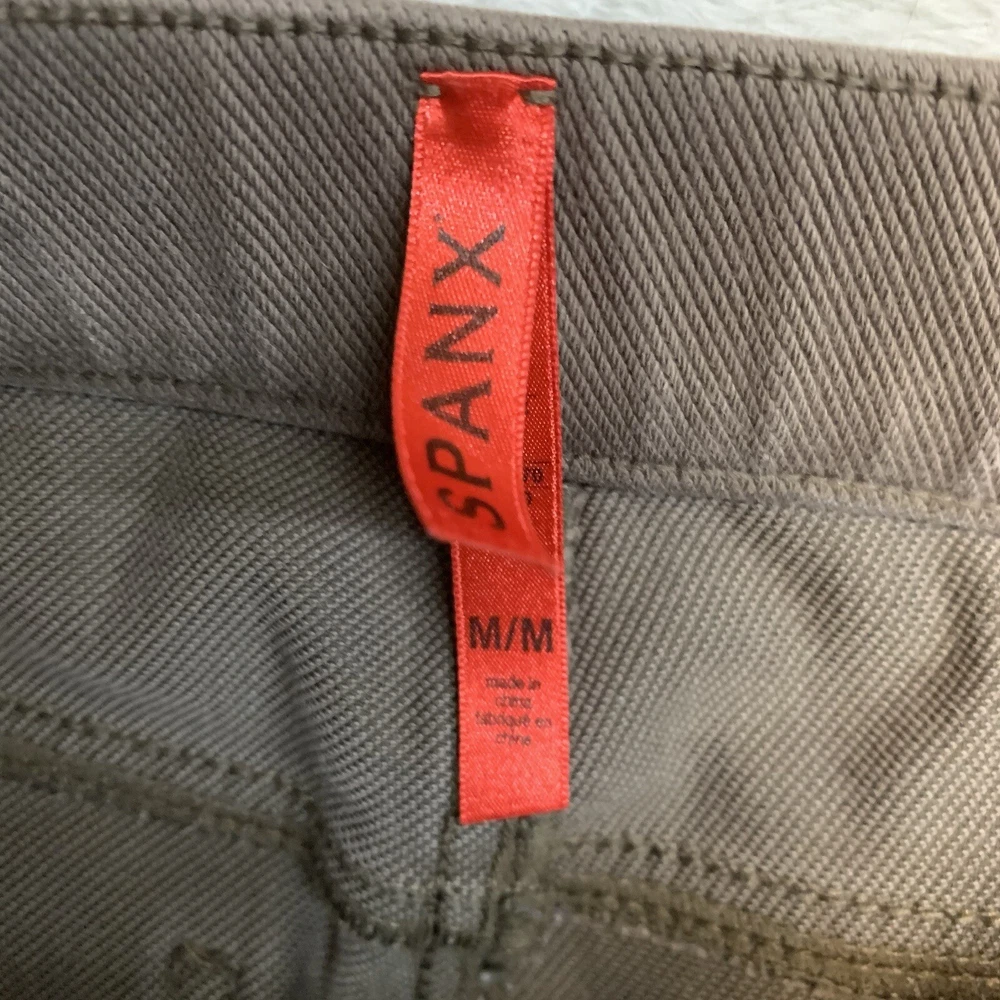 SPANX
M/M
made in
china
fabriqué en
chine